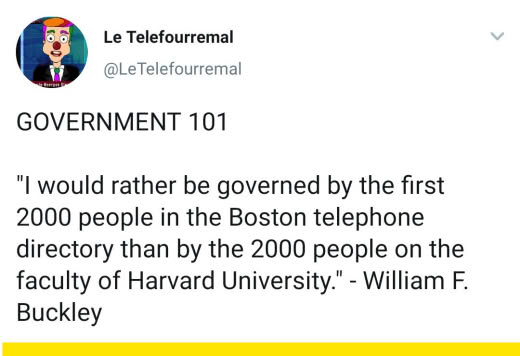 Le Telefourremal
@LeTelefourremal
GOVERNMENT 101
"I would rather be governed by the first
2000 people in the Boston telephone
directory than by the 2000 people on the
faculty of Harvard University." - William F.
Buckley